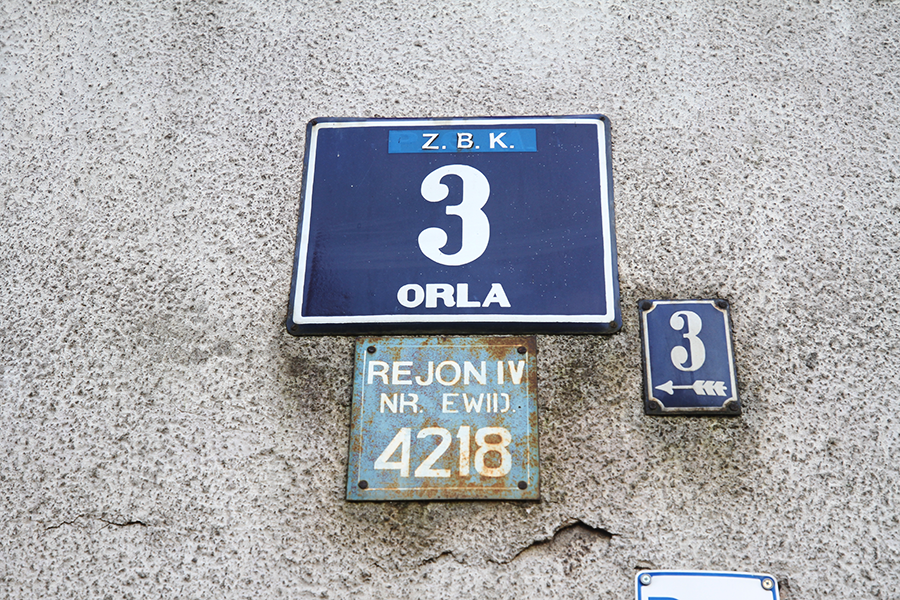 Z. B. K.
3
ORLA
REJON IV
NR. EWID.
4218
3